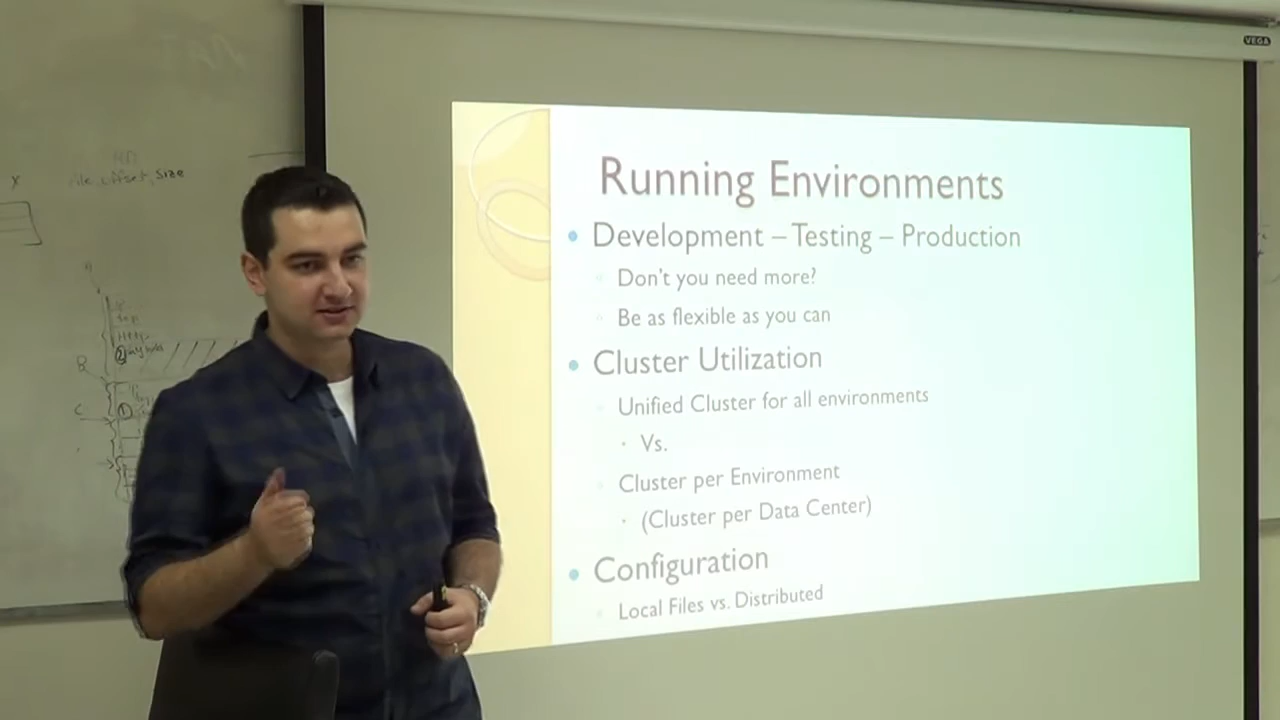 VEGA
File, offset, size
X
Running Environments
Development – Testing – Production
Don't you need more?
Be as flexible as you can
Cluster Utilization
Unified Cluster for all environments
Vs.
Cluster per Environment
(Cluster per Data Center)
Configuration
Local Files vs. Distributed
B
C